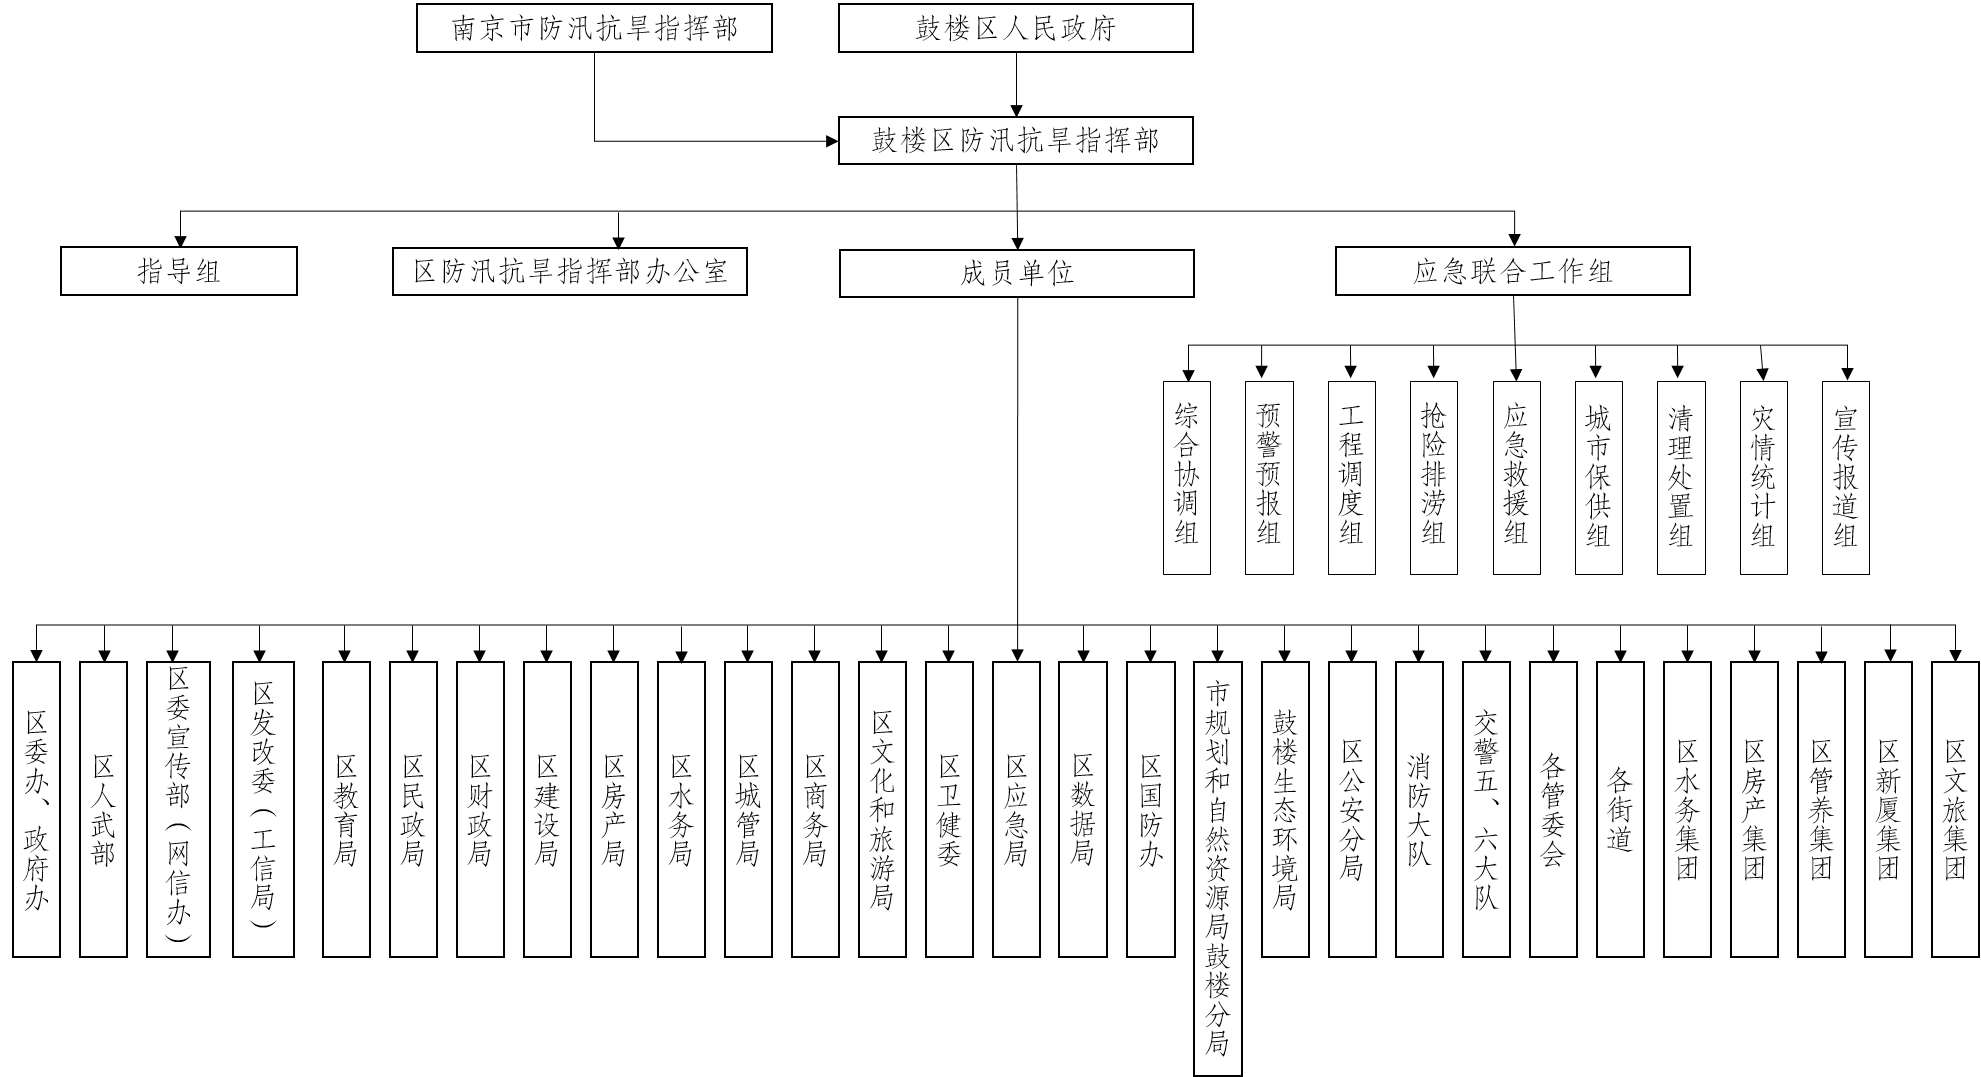 南京市防汛抗旱指挥部
鼓楼区人民政府
鼓楼区防汛抗旱指挥部
指导组
区防汛抗旱指挥部办公室
成员单位
应急联合工作组
综合协调组
预警预报组
工程调度组
抢险排涝组
应急救援组
城市保供组
清理处置组
灾情统计组
宣传报道组
区委办、政府办
区人武部
区委宣传部（网信办）
区发改委（工信局）
区教育局
区民政局
区财政局
区建设局
区房产局
区水务局
区城管局
区商务局
区文化和旅游局
区卫健委
区应急局
区数据局
区国防办
市规划和自然资源局鼓楼分局
鼓楼生态环境局
区公安分局
消防大队
交警五、六大队
各管委会
各街道
区水务集团
区房产集团
区管养集团
区新厦集团
区文旅集团